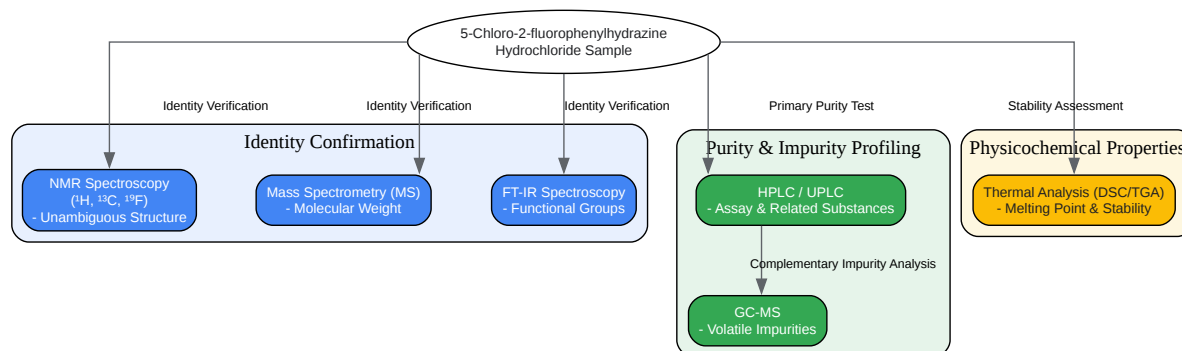 5-Chloro-2-fluorophenylhydrazine
Hydrochloride Sample
Identity Verification
Identity Verification
Identity Verification
Primary Purity Test
Stability Assessment
Identity Confirmation
Purity & Impurity Profiling
Physicochemical Properties
NMR Spectroscopy
(¹H, ¹³C, ¹⁹F)
- Unambiguous Structure
Mass Spectrometry (MS)
- Molecular Weight
FT-IR Spectroscopy
- Functional Groups
HPLC / UPLC
- Assay & Related Substances
Thermal Analysis (DSC/TGA)
- Melting Point & Stability
Complementary Impurity Analysis
GC-MS
- Volatile Impurities